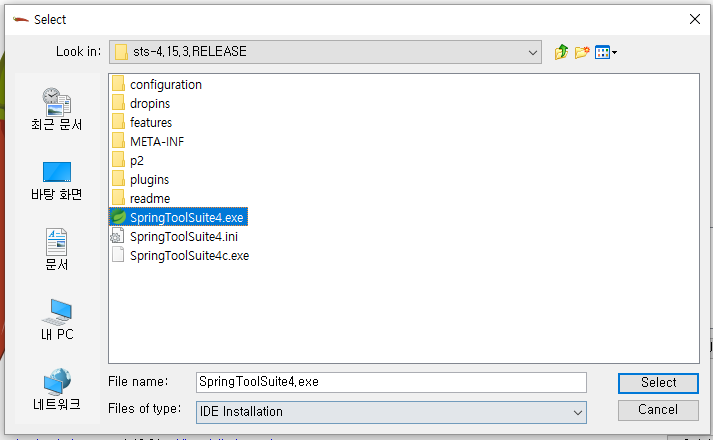 Select
Look in:
sts-4.15.3.RELEASE
최근 문서
바탕 화면
문서
내 PC
네트워크
configuration
dropins
features
META-INF
p2
plugins
readme
SpringToolSuite4.exe
SpringToolSuite4.ini
SpringToolSuite4c.exe
File name:
SpringToolSuite4.exe
Select
Files of type:
IDE Installation
Cancel